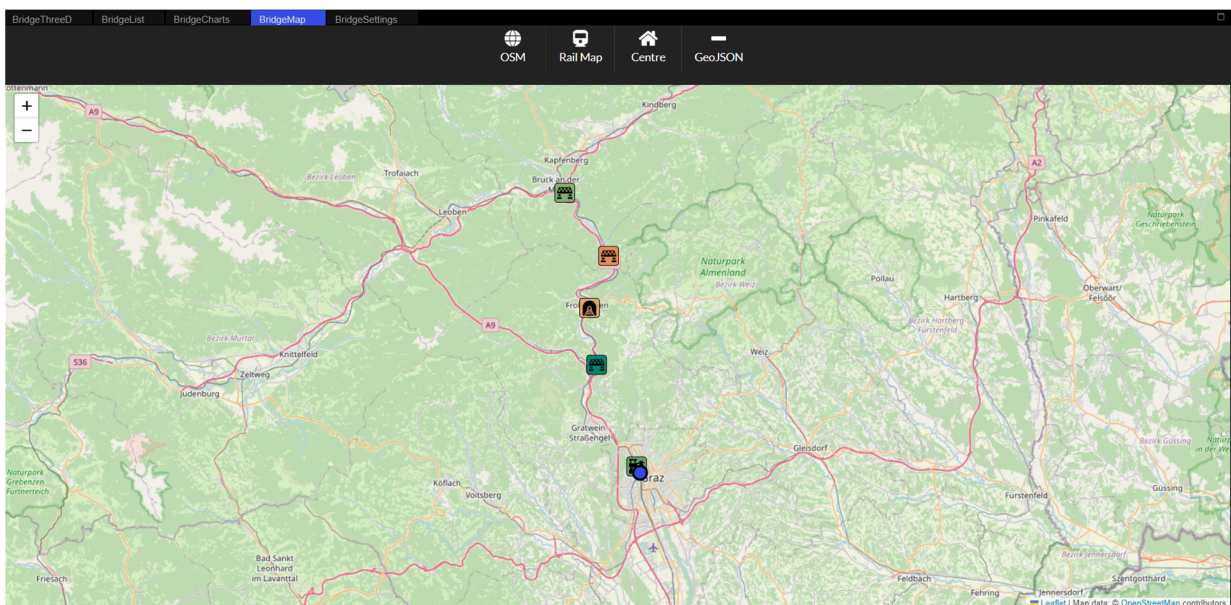 BridgeThreeD BridgeList BridgeCharts BridgeMap BridgeSettings
OSM Rail Map Centre GeoJSON
+
−
Kindberg
A9
Kapfenberg
A2
Trofaiach
Bezirk Leoben
Bruck an der
Leoben
Pinkafeld
Naturpark
Geschriebenstein
Naturpark
Almenland
Bezirk Weiz
Pöllau
Oberwart/
Felsőőr
Hartberg
Bezirk Hartberg
Fürstenfeld
A9
Bezirk Murtal
Knittelfeld
Weiz
S36
Zeltweg
Judenburg
Gratwein-
Straßengel
Gleisdorf
Bezirk Güssing
Naturpark
Grebenzen
Furtnerteich
Köflach
Voitsberg
Güssing
Fürstenfeld
Bad Sankt
Leonhard
im Lavanttal
Friesach
Feldbach
Bezirk Jennersdorf
Szentgotthárd
Fehring
Jennersdorf
Leaflet | Map data: © OpenStreetMap contributors